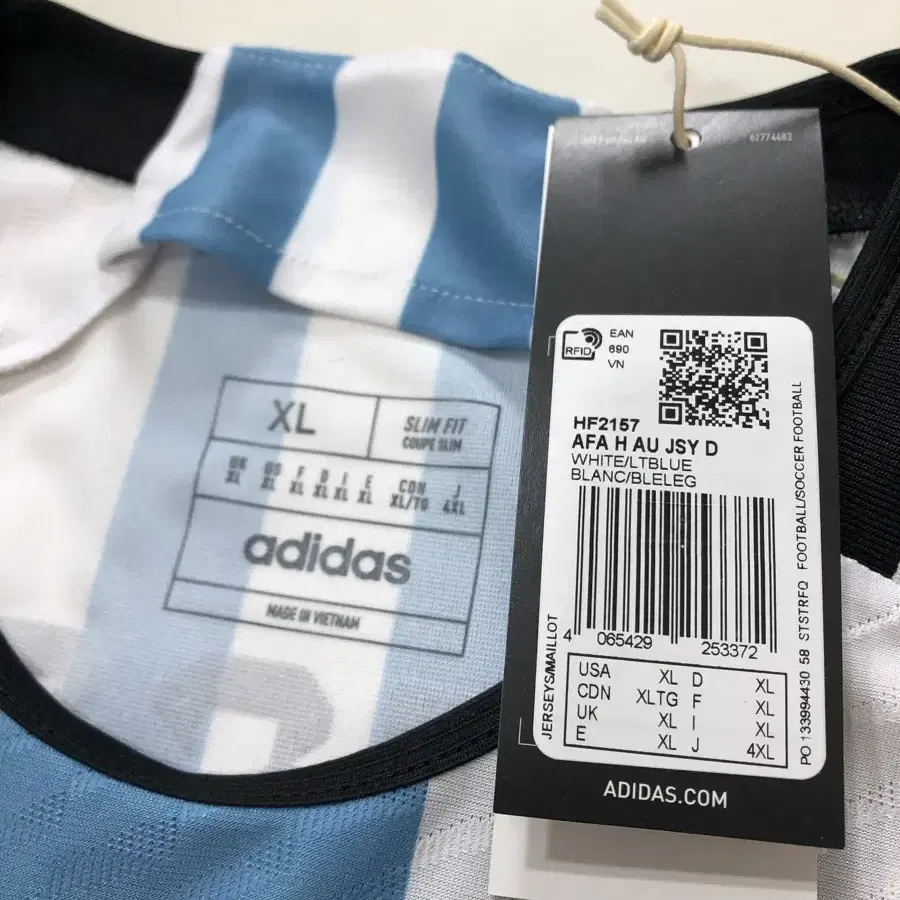 XL
SLIM FIT
COUPE SLIM
UK US F D I E CDN J
XL XL XL XL XL XL XL/TG 4XL
adidas
MADE IN VIETNAM
62774483
RFID
EAN
690
VN
HF2157
AFA H AU JSY D
WHITE/LTBLUE
BLANC/BLELEG
4 065429 253372
USA XL D XL
CDN XLTG F XL
UK XL I XL
E XL J 4XL
JERSEYS/MAILLOT
PO 133994430 58 STSTRFQ FOOTBALL/SOCCER FOOTBALL
ADIDAS.COM